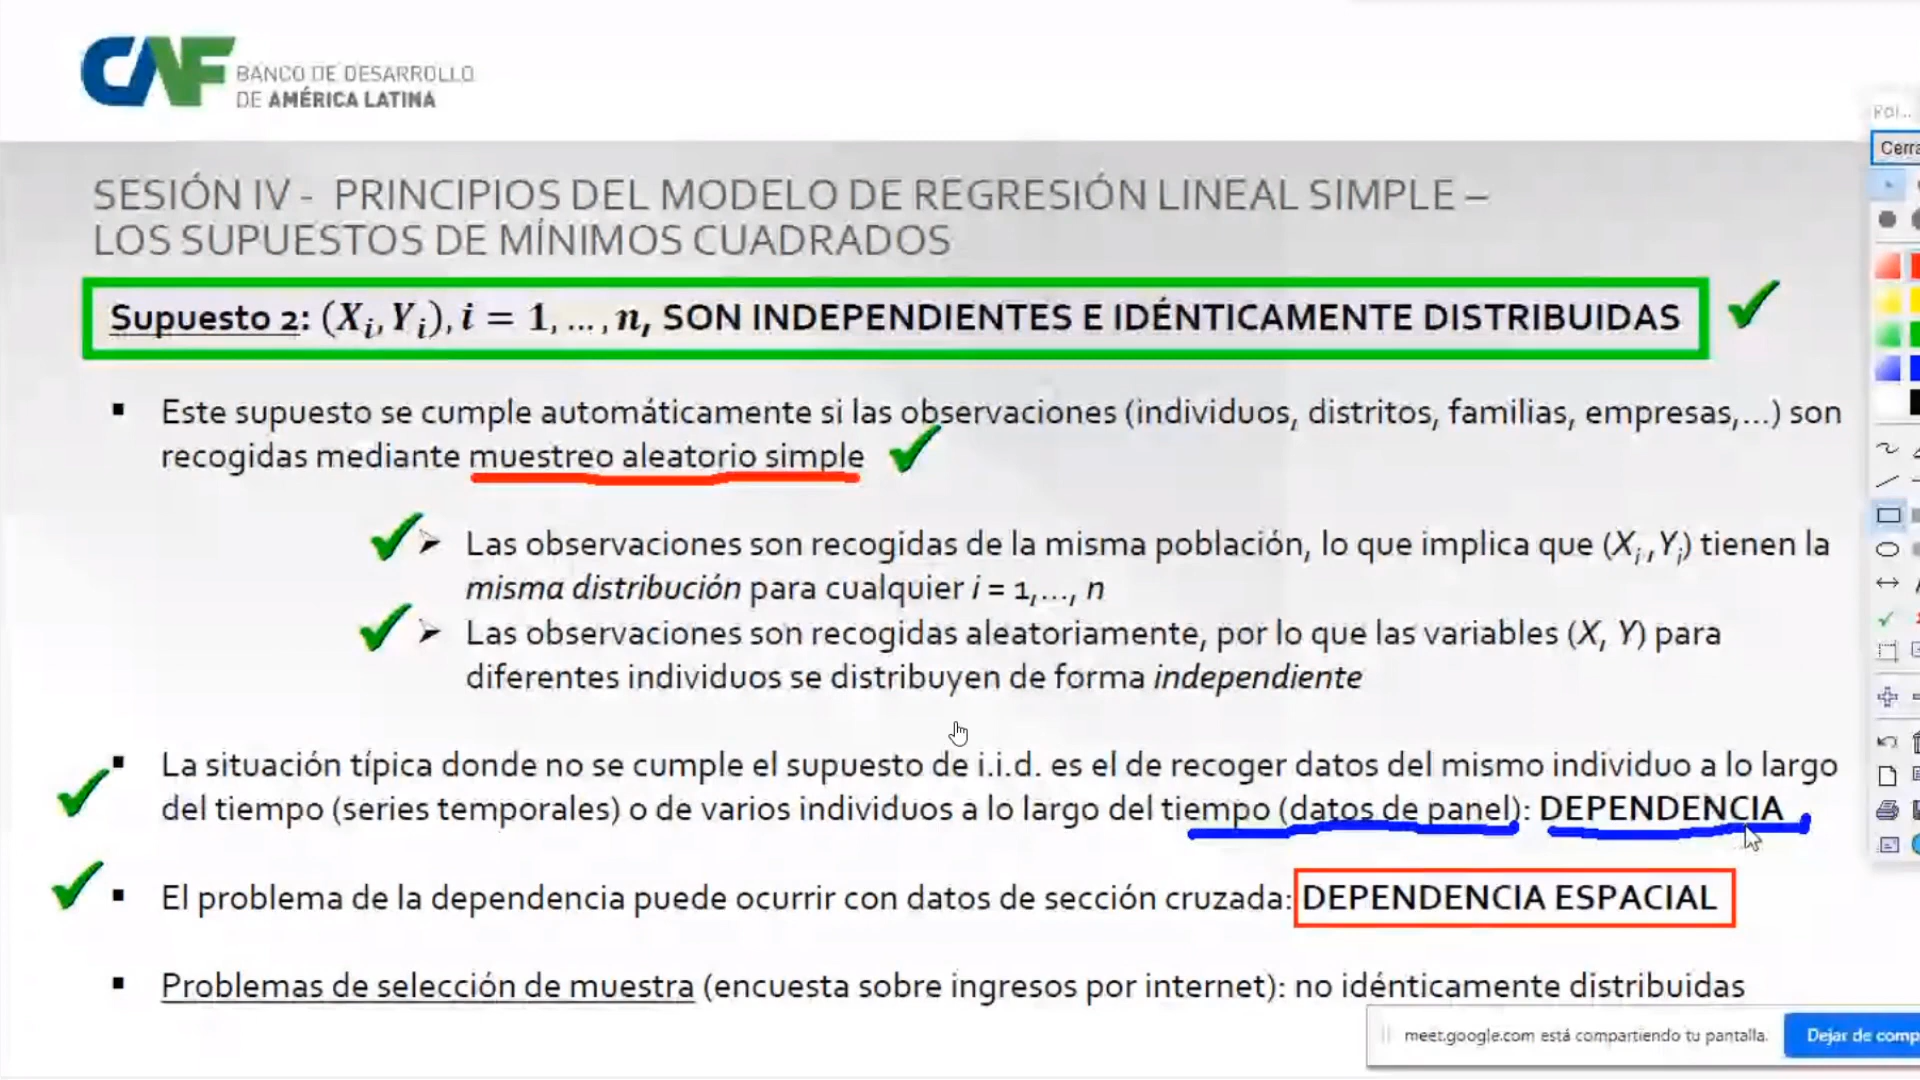 CAF BANCO DE DESARROLLO
DE AMÉRICA LATINA
SESIÓN IV - PRINCIPIOS DEL MODELO DE REGRESIÓN LINEAL SIMPLE –
LOS SUPUESTOS DE MÍNIMOS CUADRADOS
Supuesto 2: (Xᵢ, Yᵢ), i = 1, ... , n, SON INDEPENDIENTES E IDÉNTICAMENTE DISTRIBUIDAS
▪ Este supuesto se cumple automáticamente si las observaciones (individuos, distritos, familias, empresas,...) son
recogidas mediante muestreo aleatorio simple
➤ Las observaciones son recogidas de la misma población, lo que implica que (Xᵢ,Yᵢ) tienen la
misma distribución para cualquier i = 1,..., n
➤ Las observaciones son recogidas aleatoriamente, por lo que las variables (X, Y) para
diferentes individuos se distribuyen de forma independiente
▪ La situación típica donde no se cumple el supuesto de i.i.d. es el de recoger datos del mismo individuo a lo largo
del tiempo (series temporales) o de varios individuos a lo largo del tiempo (datos de panel): DEPENDENCIA
▪ El problema de la dependencia puede ocurrir con datos de sección cruzada: DEPENDENCIA ESPACIAL
▪ Problemas de selección de muestra (encuesta sobre ingresos por internet): no idénticamente distribuidas
meet.google.com está compartiendo tu pantalla.
Dejar de comp
Cerra